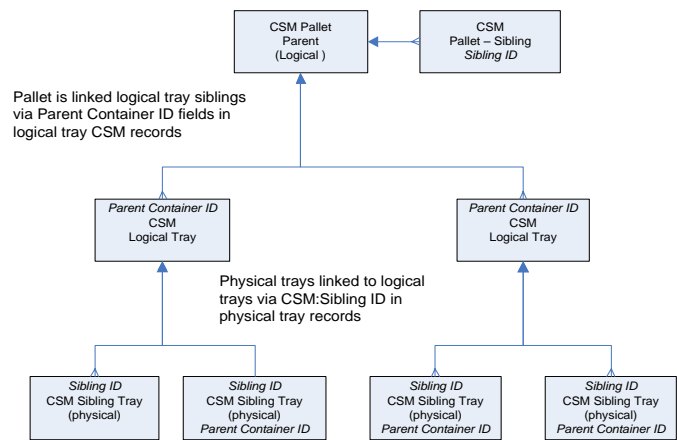 CSM Pallet
Parent
(Logical )
CSM
Pallet – Sibling
Sibling ID
Pallet is linked logical tray siblings
via Parent Container ID fields in
logical tray CSM records
Parent Container ID
CSM
Logical Tray
Parent Container ID
CSM
Logical Tray
Physical trays linked to logical
trays via CSM:Sibling ID in
physical tray records
Sibling ID
CSM Sibling Tray
(physical)
Sibling ID
CSM Sibling Tray
(physical)
Parent Container ID
Sibling ID
CSM Sibling Tray
(physical)
Parent Container ID
Sibling ID
CSM Sibling Tray
(physical)
Parent Container ID